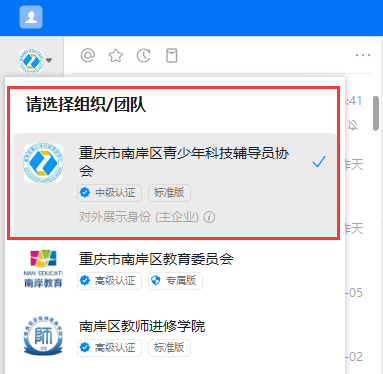 :41
请选择组织/团队
重庆市南岸区青少年科技辅导员协
会
中级认证 标准版
昨天
对外展示身份 (主企业)
昨天
重庆市南岸区教育委员会
高级认证 专属版
NAN EDUCATI
南岸教育
-05
南岸区教师进修学院
高级认证 标准版
师
-02